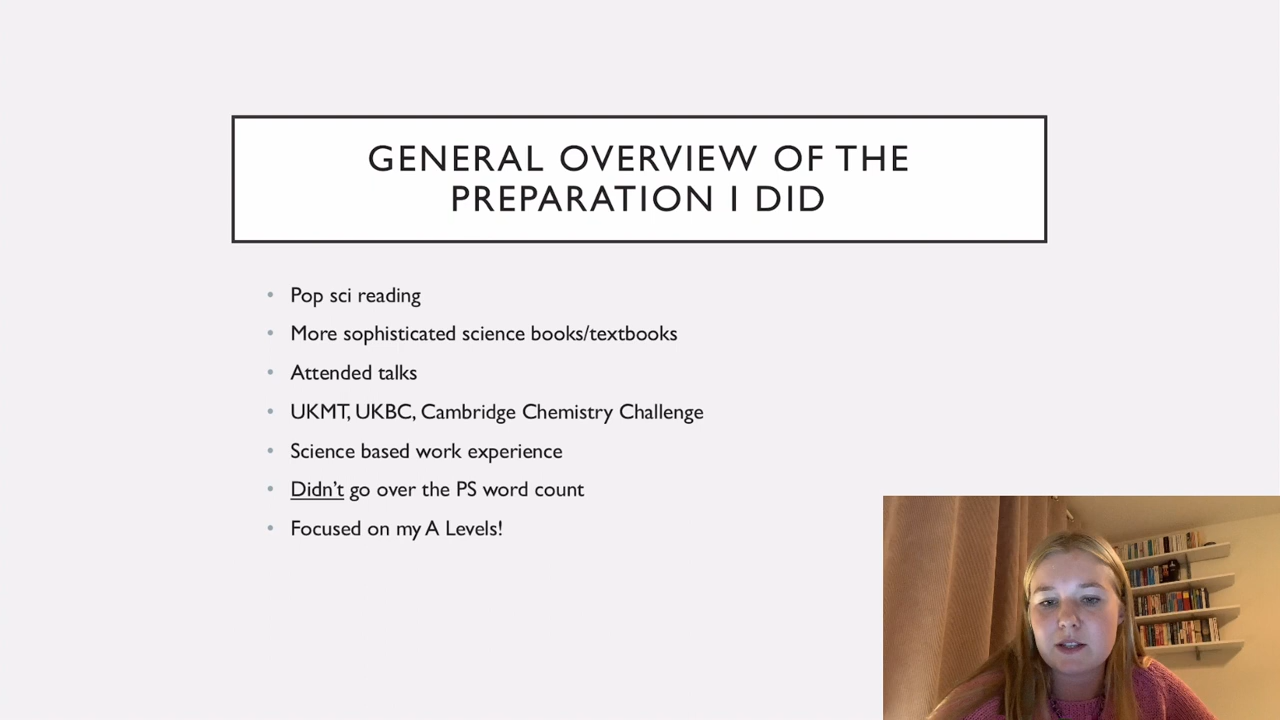 GENERAL OVERVIEW OF THE
PREPARATION I DID
• Pop sci reading
• More sophisticated science books/textbooks
• Attended talks
• UKMT, UKBC, Cambridge Chemistry Challenge
• Science based work experience
• Didn't go over the PS word count
• Focused on my A Levels!